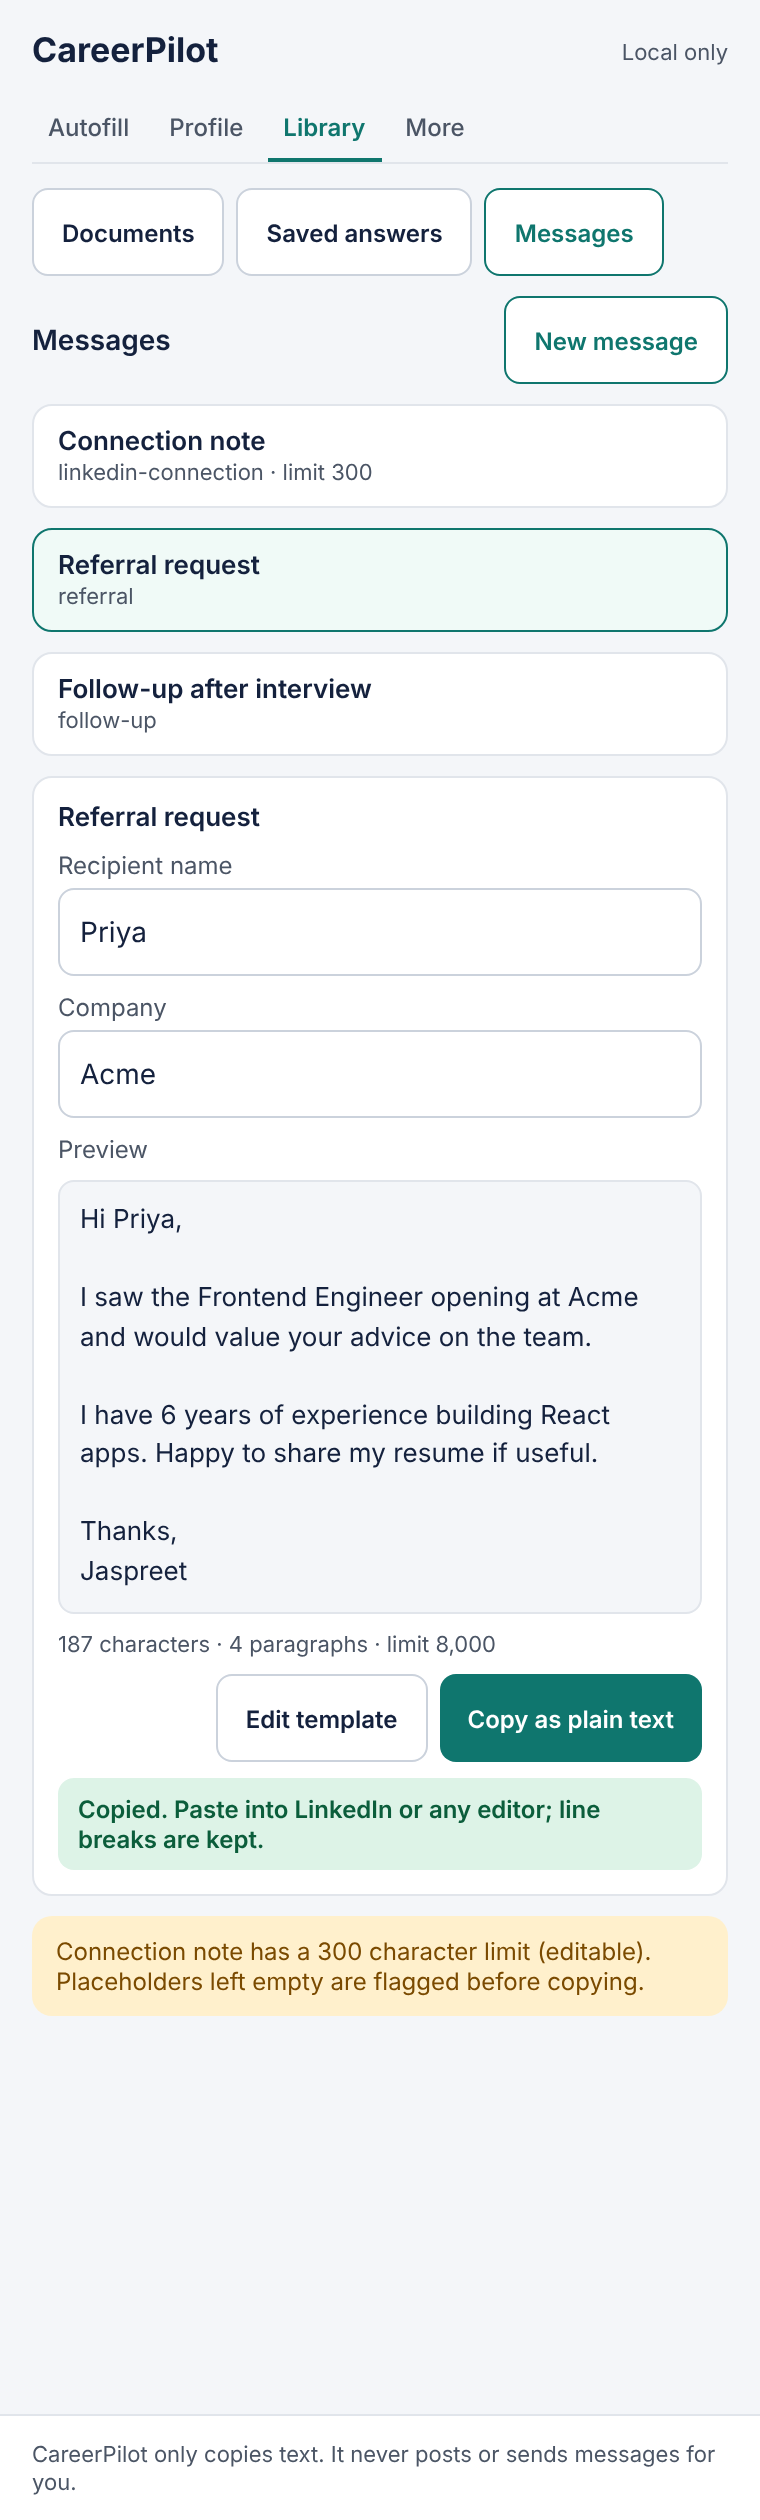 CareerPilot
Local only
Autofill
Profile
Library
More
Documents
Saved answers
Messages
Messages
New message
Connection note
linkedin-connection · limit 300
Referral request
referral
Follow-up after interview
follow-up
Referral request
Recipient name
Priya
Company
Acme
Preview
Hi Priya,
I saw the Frontend Engineer opening at Acme
and would value your advice on the team.
I have 6 years of experience building React
apps. Happy to share my resume if useful.
Thanks,
Jaspreet
187 characters · 4 paragraphs · limit 8,000
Edit template
Copy as plain text
Copied. Paste into LinkedIn or any editor; line
breaks are kept.
Connection note has a 300 character limit (editable).
Placeholders left empty are flagged before copying.
CareerPilot only copies text. It never posts or sends messages for
you.